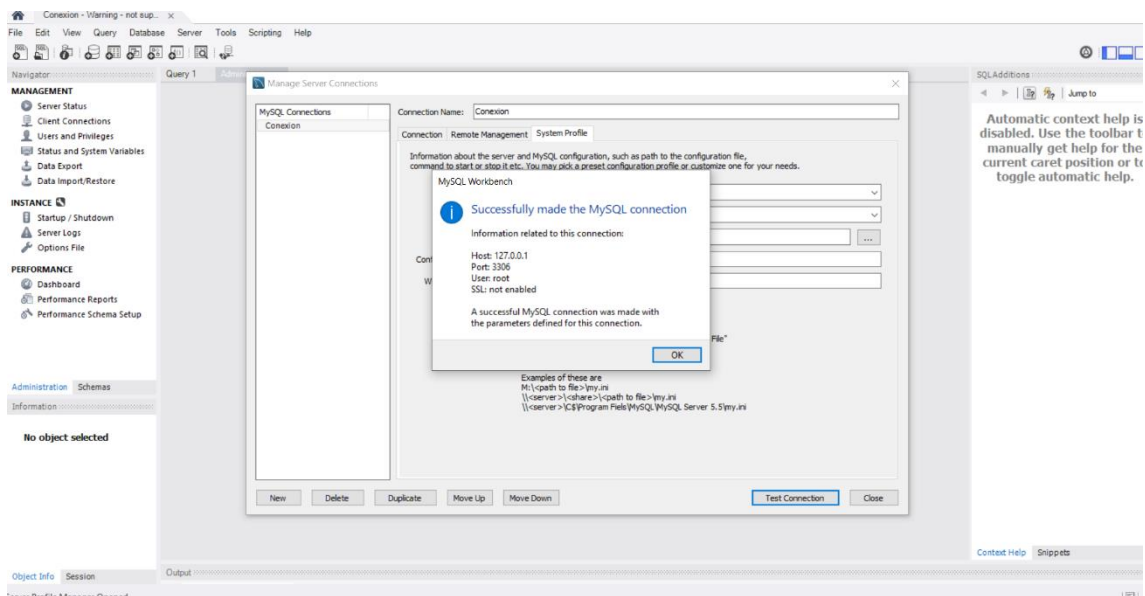 Conexion - Warning - not sup...
File Edit View Query Database Server Tools Scripting Help
Navigator
Query 1
SQLAdditions
MANAGEMENT
Server Status
Client Connections
Users and Privileges
Status and System Variables
Data Export
Data Import/Restore
INSTANCE
Startup / Shutdown
Server Logs
Options File
PERFORMANCE
Dashboard
Performance Reports
Performance Schema Setup
Administration Schemas
Information
No object selected
Object Info Session
Manage Server Connections
MySQL Connections
Conexion
Connection Name: Conexion
Connection Remote Management System Profile
Information about the server and MySQL configuration, such as path to the configuration file,
command to start or stop it etc. You may pick a preset configuration profile or customize one for your needs.
MySQL Workbench
Successfully made the MySQL connection
Information related to this connection:
Host: 127.0.0.1
Port: 3306
User: root
SSL: not enabled
A successful MySQL connection was made with
the parameters defined for this connection.
OK
...
File"
Examples of these are
M:\<path to file>\my.ini
\\<server>\<share>\<path to file>\my.ini
\\<server>\C$\Program Fiels\MySQL\MySQL Server 5.5\my.ini
New Delete Duplicate Move Up Move Down Test Connection Close
Output
Jump to
Automatic context help is
disabled. Use the toolbar t
manually get help for the
current caret position or t
toggle automatic help.
Context Help Snippets